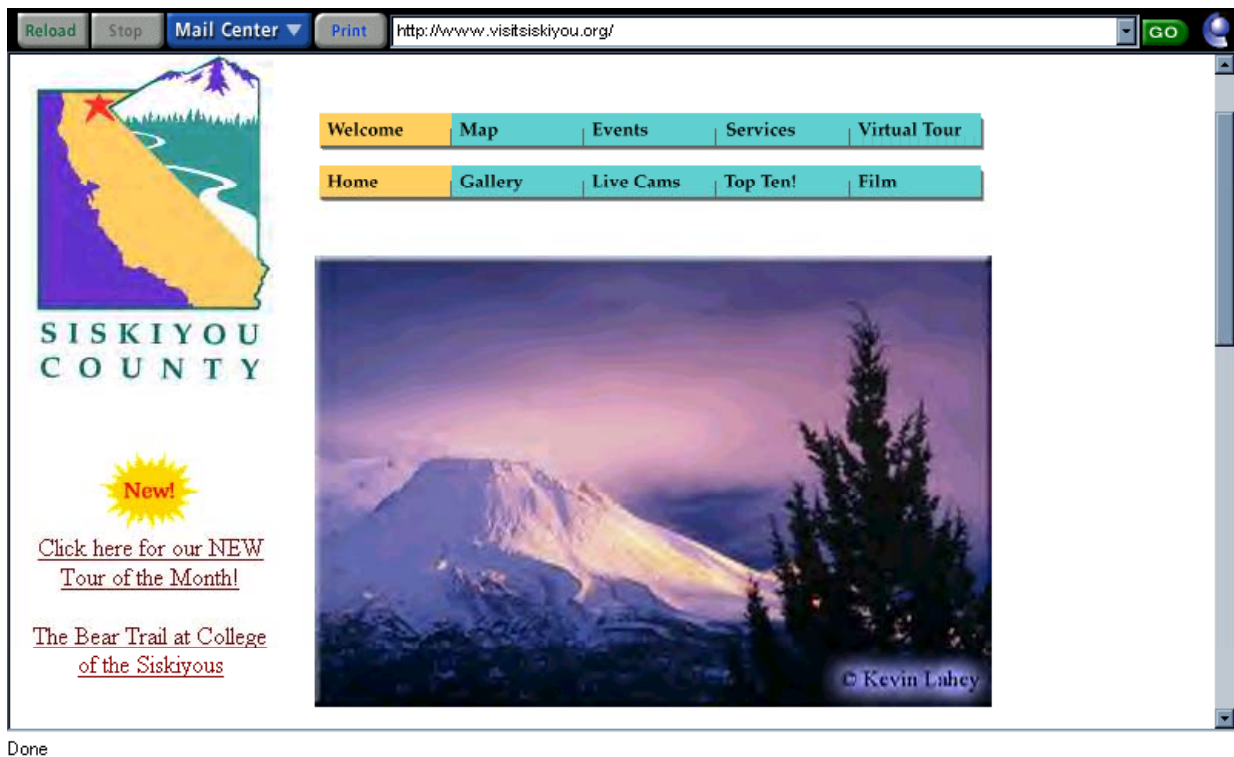 Reload Stop Mail Center Print http://www.visitsiskiyou.org/ GO
SISKIYOU
COUNTY
Welcome Map Events Services Virtual Tour
Home Gallery Live Cams Top Ten! Film
New!
Click here for our NEW
Tour of the Month!
The Bear Trail at College
of the Siskiyous
© Kevin Lahey
Done